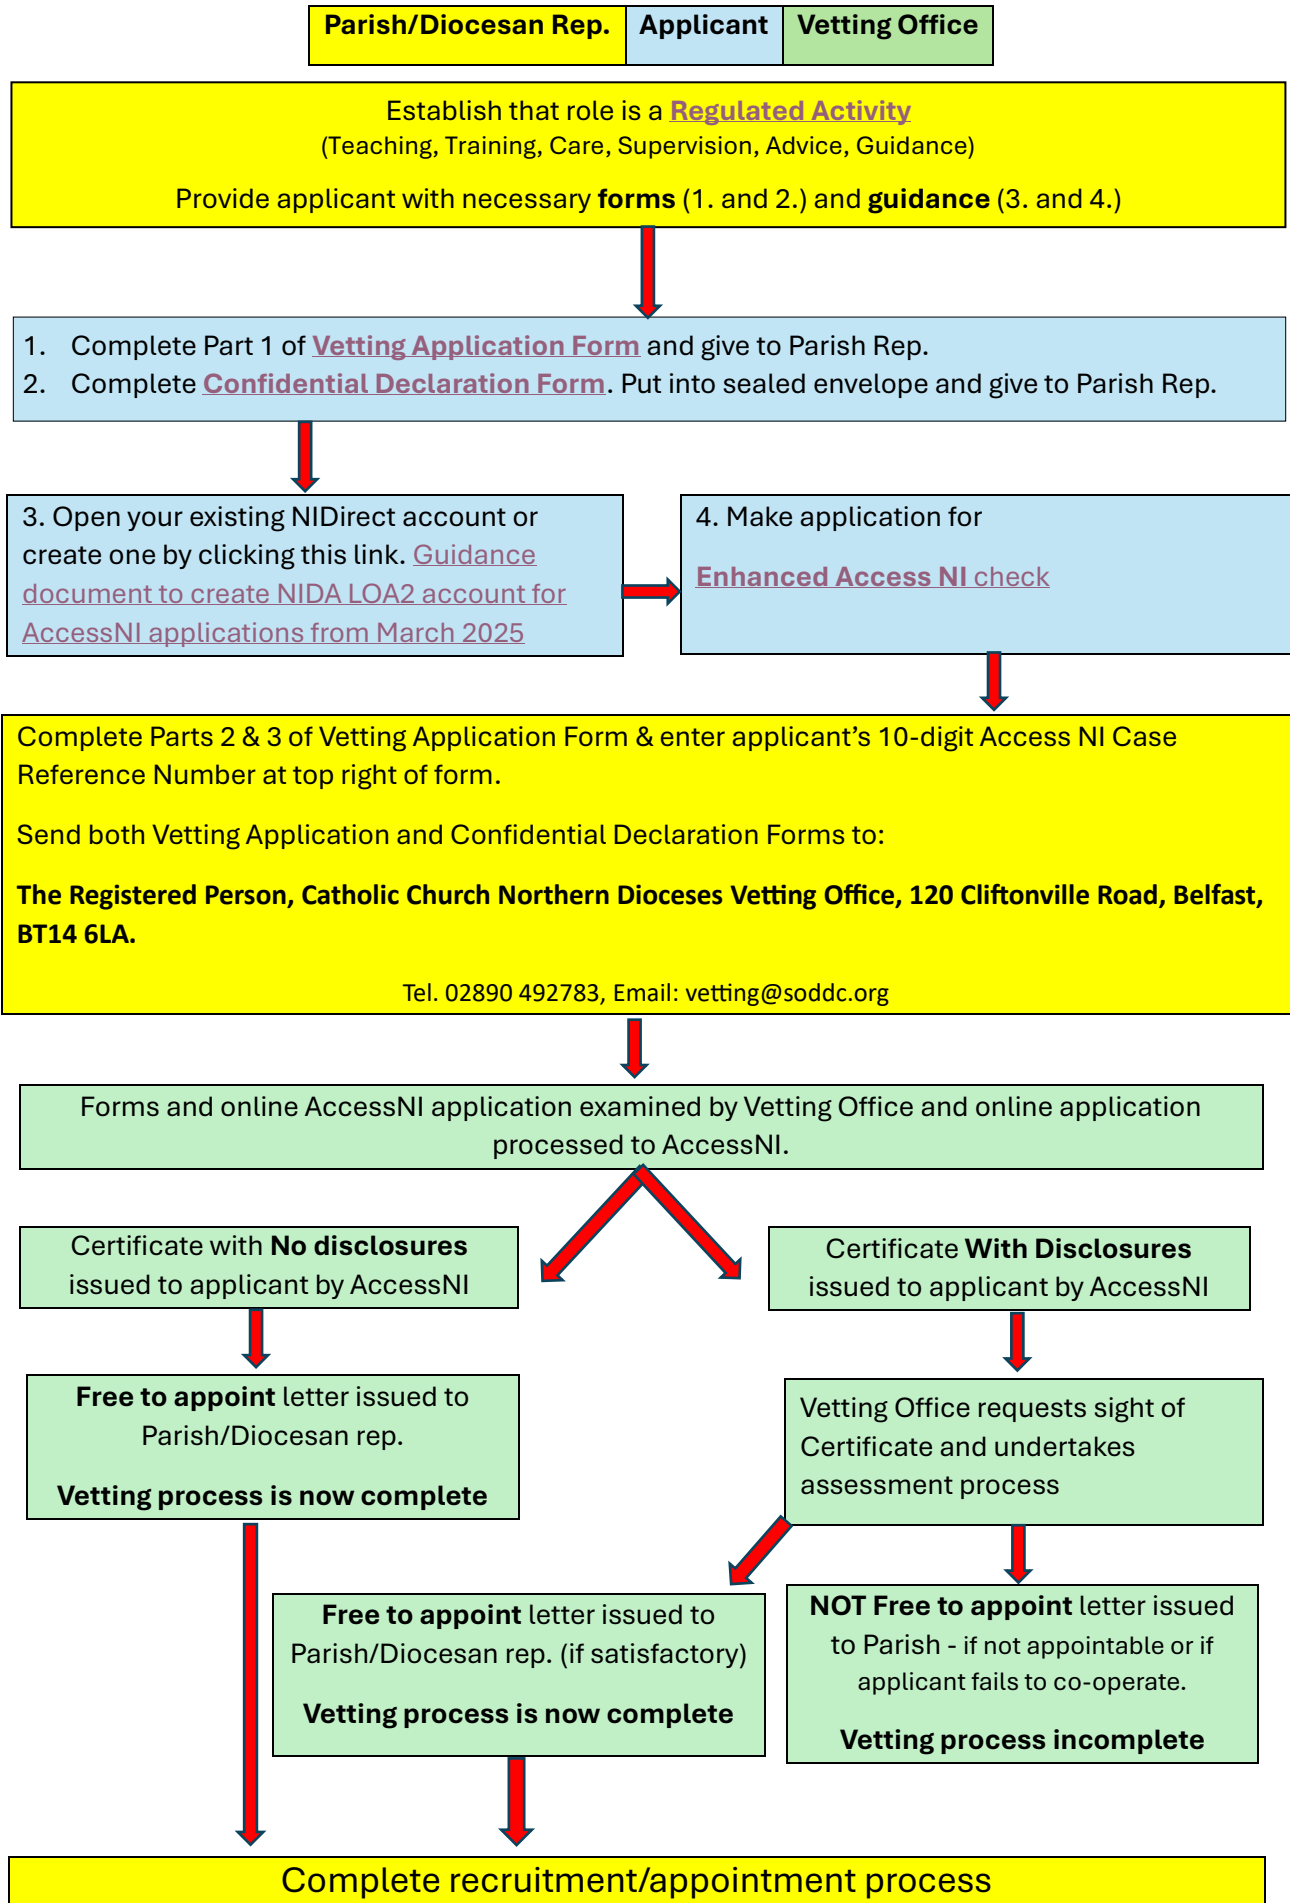 Parish/Diocesan Rep. Applicant Vetting Office
Establish that role is a Regulated Activity
(Teaching, Training, Care, Supervision, Advice, Guidance)
Provide applicant with necessary forms (1. and 2.) and guidance (3. and 4.)
1. Complete Part 1 of Vetting Application Form and give to Parish Rep.
2. Complete Confidential Declaration Form. Put into sealed envelope and give to Parish Rep.
3. Open your existing NIDirect account or
create one by clicking this link. Guidance
document to create NIDA LOA2 account for
AccessNI applications from March 2025
4. Make application for
Enhanced Access NI check
Complete Parts 2 & 3 of Vetting Application Form & enter applicant's 10-digit Access NI Case
Reference Number at top right of form.
Send both Vetting Application and Confidential Declaration Forms to:
The Registered Person, Catholic Church Northern Dioceses Vetting Office, 120 Cliftonville Road, Belfast,
BT14 6LA.
Tel. 02890 492783, Email: vetting@soddc.org
Forms and online AccessNI application examined by Vetting Office and online application
processed to AccessNI.
Certificate with No disclosures
issued to applicant by AccessNI
Certificate With Disclosures
issued to applicant by AccessNI
Free to appoint letter issued to
Parish/Diocesan rep.
Vetting process is now complete
Vetting Office requests sight of
Certificate and undertakes
assessment process
Free to appoint letter issued to
Parish/Diocesan rep. (if satisfactory)
Vetting process is now complete
NOT Free to appoint letter issued
to Parish - if not appointable or if
applicant fails to co-operate.
Vetting process incomplete
Complete recruitment/appointment process